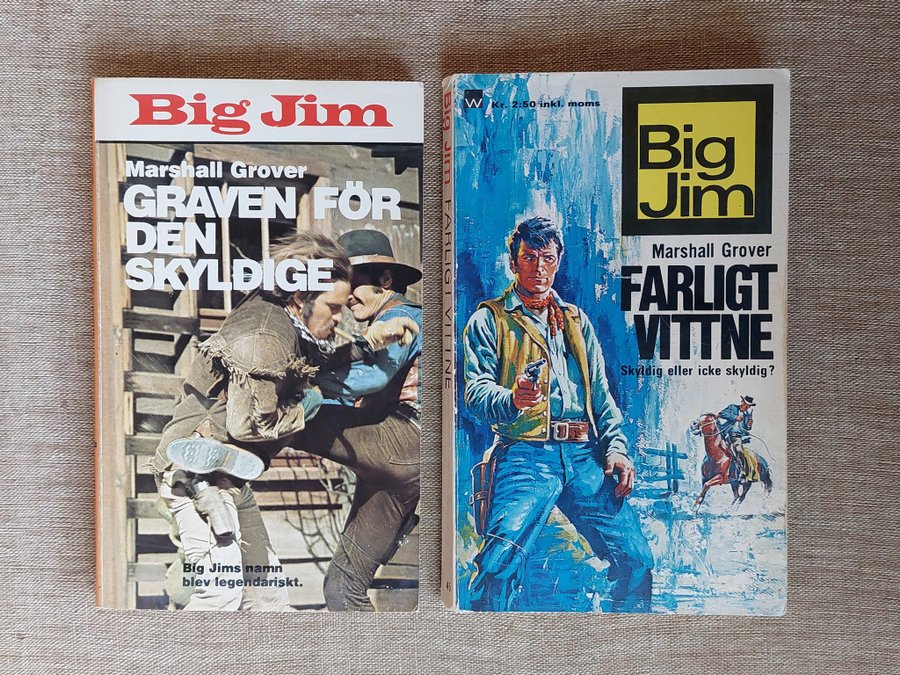 Big Jim
Marshall Grover
GRAVEN FÖR
DEN
SKYLDIGE
Big Jims namn
blev legendariskt.
BIG JIM FARLIGT VITTNE
W
Kr. 2:50 inkl. moms
Big
Jim
Marshall Grover
FARLIGT
VITTNE
Skyldig eller icke skyldig?